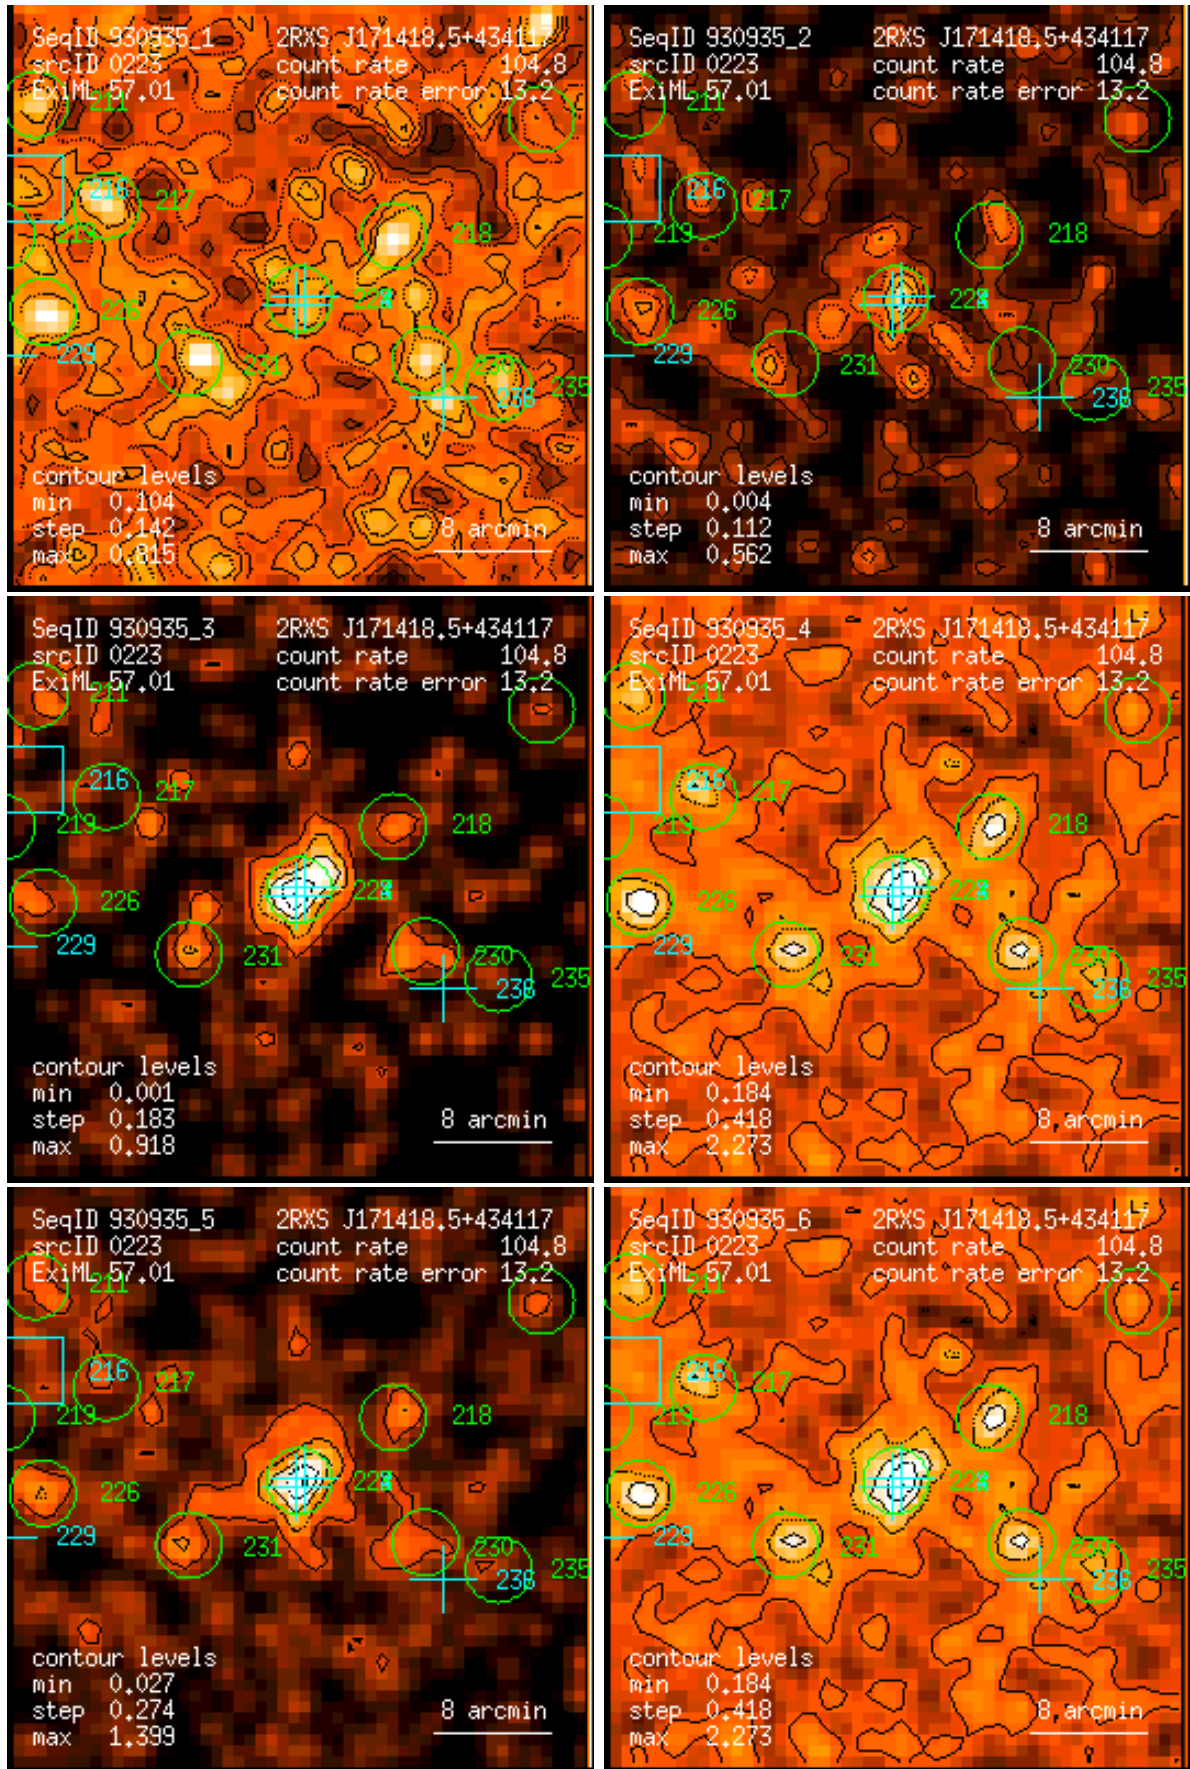 SeqID 930935_1 2RXS J171418.5+434117
srcID 0223 count rate 104.8
ExiML 57.01 count rate error 13.2
211
216 217
219 218
226
229 231 230 235
236
contour levels
min 0.104
step 0.142 8 arcmin
max 0.815
SeqID 930935_2 2RXS J171418.5+434117
srcID 0223 count rate 104.8
ExiML 57.01 count rate error 13.2
211
216 217
219 218
226
229 231 230 235
236
contour levels
min 0.004
step 0.112 8 arcmin
max 0.562
SeqID 930935_3 2RXS J171418.5+434117
srcID 0223 count rate 104.8
ExiML 57.01 count rate error 13.2
211
216 217
219 218
226
229 231 230 235
236
contour levels
min 0.001
step 0.183 8 arcmin
max 0.918
SeqID 930935_4 2RXS J171418.5+434117
srcID 0223 count rate 104.8
ExiML 57.01 count rate error 13.2
211
216 217
219 218
226
229 231 230 235
236
contour levels
min 0.184
step 0.418 8 arcmin
max 2.273
SeqID 930935_5 2RXS J171418.5+434117
srcID 0223 count rate 104.8
ExiML 57.01 count rate error 13.2
211
216 217
219 218
226
229 231 230 235
236
contour levels
min 0.027
step 0.274 8 arcmin
max 1.399
SeqID 930935_6 2RXS J171418.5+434117
srcID 0223 count rate 104.8
ExiML 57.01 count rate error 13.2
211
216 217
219 218
226
229 231 230 235
236
contour levels
min 0.184
step 0.418 8 arcmin
max 2.273